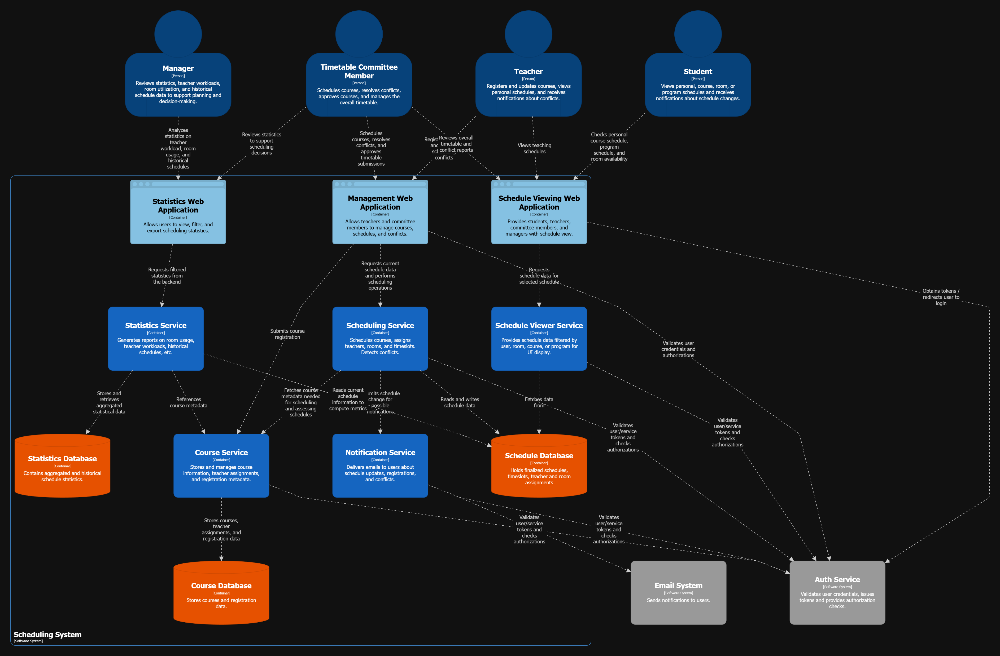 Manager
[Person]
Reviews statistics, teacher workloads,
room utilization, and historical
schedule data to support planning and
decision-making.
Timetable Committee
Member
[Person]
Schedules courses, resolves conflicts,
approves courses, and manages the
overall timetable.
Teacher
[Person]
Registers and updates courses, views
personal schedules, and receives
notifications about conflicts.
Student
[Person]
Views personal, course, room, or
program schedules and receives
notifications about schedule changes.
Analyzes
statistics on
teacher
workload, room
usage, and
historical
schedules
Reviews statistics
to support
scheduling
decisions
Schedules
courses, resolves
conflicts, and
approves
timetable
submissions
conflicts
Reviews overall
timetable and
conflict reports
Views teaching
schedules
Checks personal
course schedule,
program
schedule, and
room availability
Statistics Web
Application
[Container]
Allows users to view, filter, and
export scheduling statistics.
Management Web
Application
[Container]
Allows teachers and committee
members to manage courses,
schedules, and conflicts.
Schedule Viewing Web
Application
[Container]
Provides students, teachers,
committee members, and
managers with schedule view.
Requests filtered
statistics from
the backend
Requests current
schedule data
and performs
scheduling
operations
Requests
schedule data for
selected schedule
Obtains tokens /
redirects user to
login
Submits course
registration
Validates user
credentials and
authorizations
Statistics Service
[Container]
Generates reports on room usage,
teacher workloads, historical
schedules, etc.
Scheduling Service
[Container]
Schedules courses, assigns
teachers, rooms, and timeslots.
Detects conflicts.
Schedule Viewer Service
[Container]
Provides schedule data filtered by
user, room, course, or program for
UI display.
Stores and
retrieves
aggregated
statistical data
References
course metadata
Fetches course
metadata needed
for scheduling
and assessing
schedules
Reads current
schedule
information to
compute metrics
schedule
change for
possible
Reads and writes
schedule data
Fetches data
from
Validates
user/service
tokens and
checks
authorizations
Validates
user/service
tokens and
checks
authorizations
Statistics Database
[Container]
Contains aggregated and historical
schedule statistics.
Course Service
[Container]
Stores and manages course
information, teacher assignments,
and registration metadata.
Notification Service
[Container]
Delivers emails to users about
schedule updates, registrations,
and conflicts.
Schedule Database
[Container]
Holds finalized schedules,
timeslots, teacher and room
assignments
Stores courses,
teacher
assignments, and
registration data
Validates
user/service
tokens and
checks
authorizations
Validates
user/service
tokens and
checks
authorizations
Course Database
[Container]
Stores courses and registration
data.
Email System
[Software System]
Sends notifications to users.
Auth Service
[Software System]
Validates user credentials, issues
tokens and provides authorization
checks.
Scheduling System
[Software System]